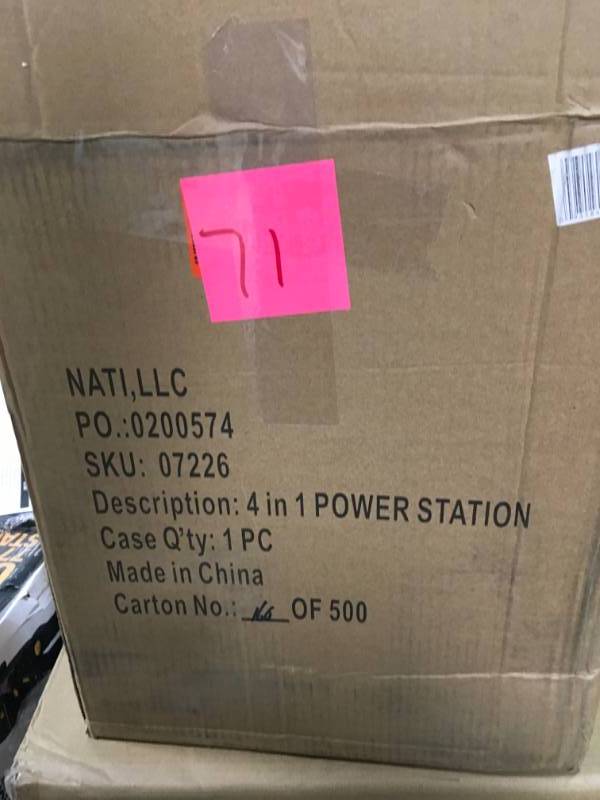 71
NATI,LLC
PO.:0200574
SKU: 07226
Description: 4 in 1 POWER STATION
Case Q'ty: 1 PC
Made in China
Carton No.: OF 500